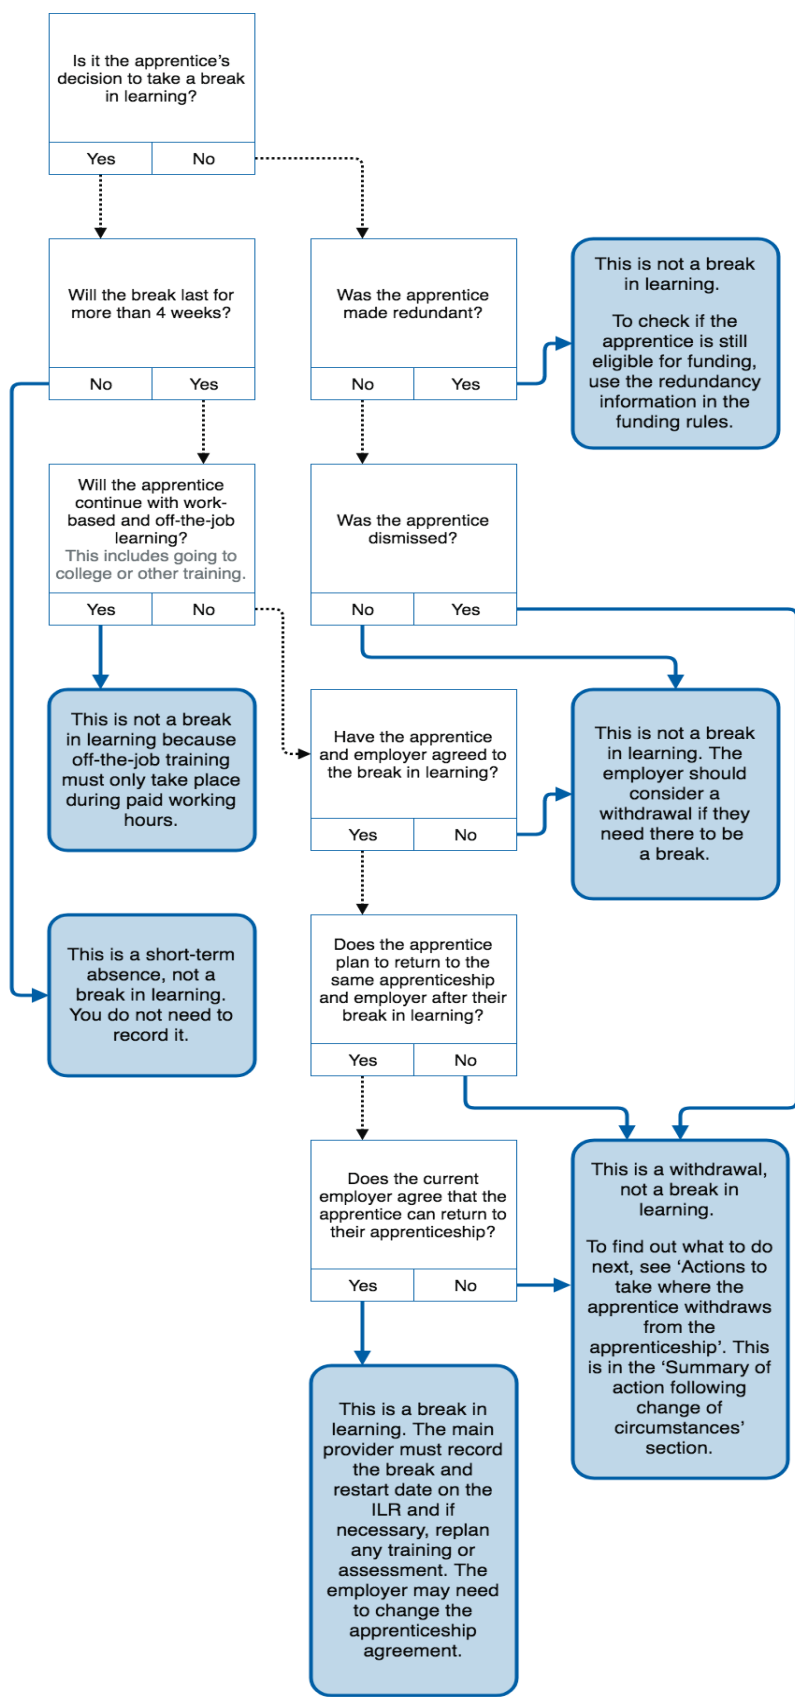 Is it the apprentice's
decision to take a break
in learning?
Yes
No
Will the break last for
more than 4 weeks?
No
Yes
Was the apprentice
made redundant?
No
Yes
This is not a break
in learning.
To check if the
apprentice is still
eligible for funding,
use the redundancy
information in the
funding rules.
Will the apprentice
continue with work-
based and off-the-job
learning?
This includes going to
college or other training.
Yes
No
Was the apprentice
dismissed?
No
Yes
This is not a break
in learning because
off-the-job training
must only take place
during paid working
hours.
Have the apprentice
and employer agreed to
the break in learning?
Yes
No
This is not a break
in learning. The
employer should
consider a
withdrawal if they
need there to be
a break.
This is a short-term
absence, not a
break in learning.
You do not need to
record it.
Does the apprentice
plan to return to the
same apprenticeship
and employer after their
break in learning?
Yes
No
Does the current
employer agree that the
apprentice can return to
their apprenticeship?
Yes
No
This is a withdrawal,
not a break in
learning.
To find out what to do
next, see ‘Actions to
take where the
apprentice withdraws
from the
apprenticeship’. This
is in the ‘Summary of
action following
change of
circumstances’
section.
This is a break in
learning. The main
provider must record
the break and
restart date on the
ILR and if
necessary, replan
any training or
assessment. The
employer may need
to change the
apprenticeship
agreement.